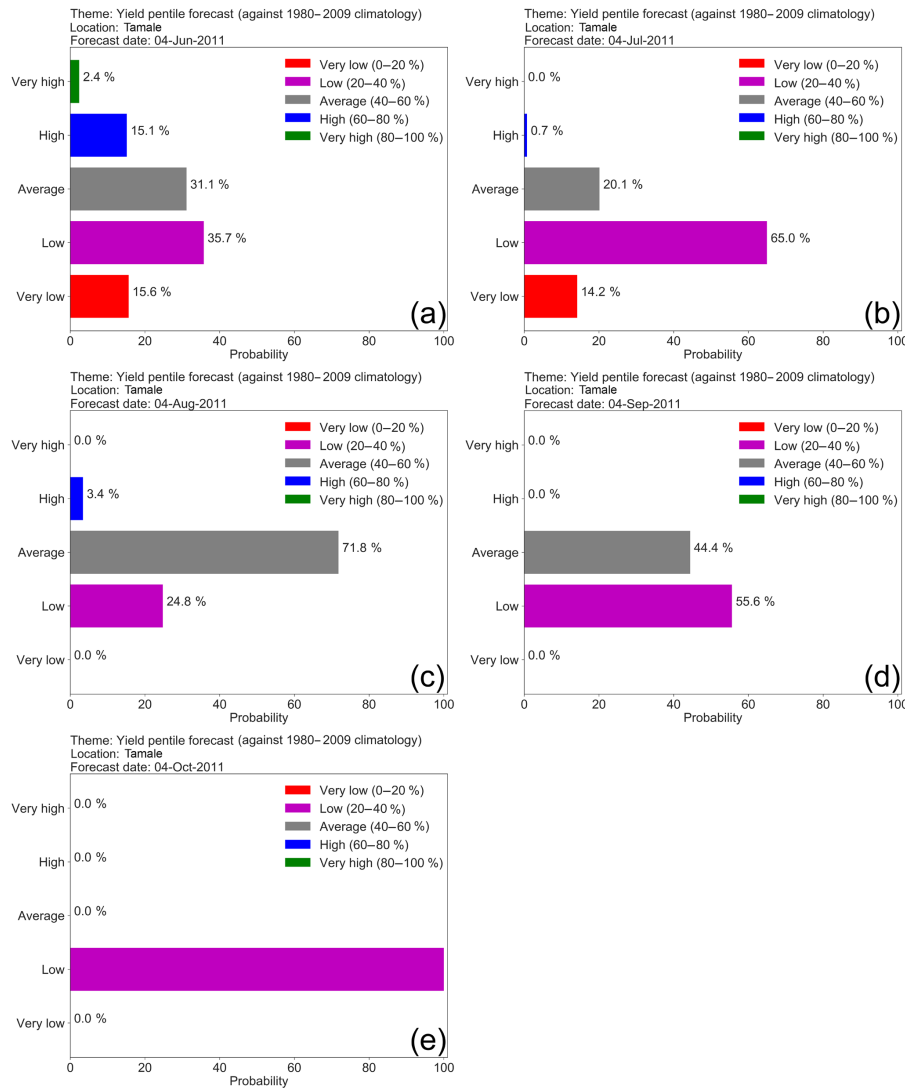 Theme: Yield pentile forecast (against 1980–2009 climatology)
Location: Tamale
Forecast date: 04-Jun-2011
Very high
2.4 %
High
15.1 %
Average
31.1 %
Low
35.7 %
Very low
15.6 %
Very low (0–20 %)
Low (20–40 %)
Average (40–60 %)
High (60–80 %)
Very high (80–100 %)
(a)
0 20 40 60 80 100
Probability
Theme: Yield pentile forecast (against 1980–2009 climatology)
Location: Tamale
Forecast date: 04-Jul-2011
Very high
0.0 %
High
0.7 %
Average
20.1 %
Low
65.0 %
Very low
14.2 %
Very low (0–20 %)
Low (20–40 %)
Average (40–60 %)
High (60–80 %)
Very high (80–100 %)
(b)
0 20 40 60 80 100
Probability
Theme: Yield pentile forecast (against 1980–2009 climatology)
Location: Tamale
Forecast date: 04-Aug-2011
Very high
0.0 %
High
3.4 %
Average
71.8 %
Low
24.8 %
Very low
0.0 %
Very low (0–20 %)
Low (20–40 %)
Average (40–60 %)
High (60–80 %)
Very high (80–100 %)
(c)
0 20 40 60 80 100
Probability
Theme: Yield pentile forecast (against 1980–2009 climatology)
Location: Tamale
Forecast date: 04-Sep-2011
Very high
0.0 %
High
0.0 %
Average
44.4 %
Low
55.6 %
Very low
0.0 %
Very low (0–20 %)
Low (20–40 %)
Average (40–60 %)
High (60–80 %)
Very high (80–100 %)
(d)
0 20 40 60 80 100
Probability
Theme: Yield pentile forecast (against 1980–2009 climatology)
Location: Tamale
Forecast date: 04-Oct-2011
Very high
0.0 %
High
0.0 %
Average
0.0 %
Low
Very low
0.0 %
Very low (0–20 %)
Low (20–40 %)
Average (40–60 %)
High (60–80 %)
Very high (80–100 %)
(e)
0 20 40 60 80 100
Probability